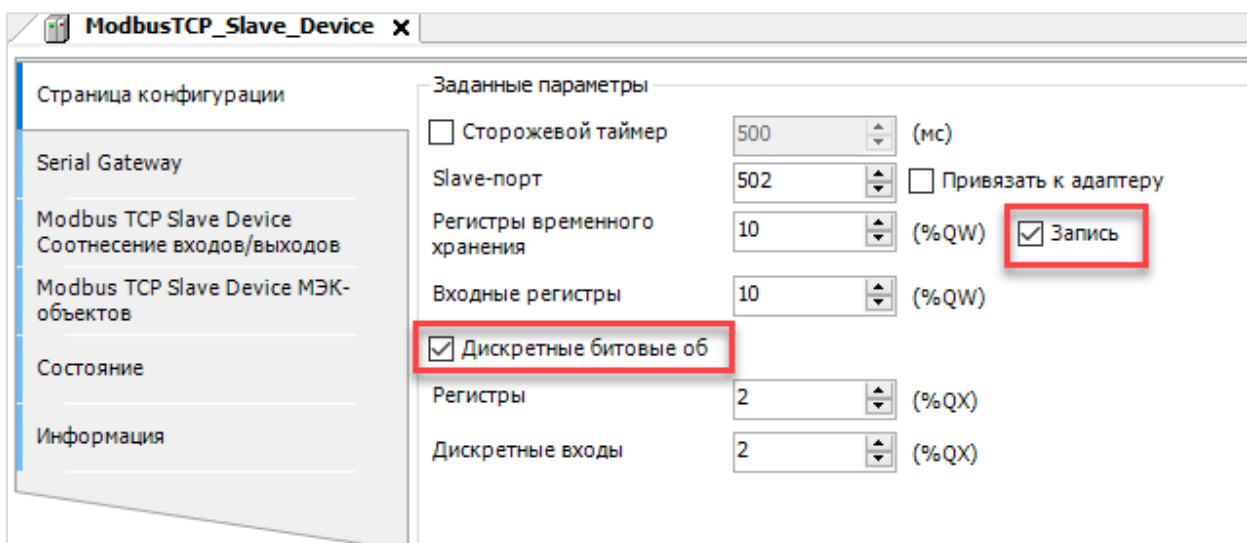 ModbusTCP_Slave_Device X
Страница конфигурации
Serial Gateway
Modbus TCP Slave Device
Соотнесение входов/выходов
Modbus TCP Slave Device МЭК-
объектов
Состояние
Информация
Заданные параметры
Сторожевой таймер 500 (мс)
Slave-порт 502 Привязать к адаптеру
Регистры временного
хранения 10 (%QW) Запись
Входные регистры 10 (%QW)
Дискретные битовые об
Регистры 2 (%QX)
Дискретные входы 2 (%QX)